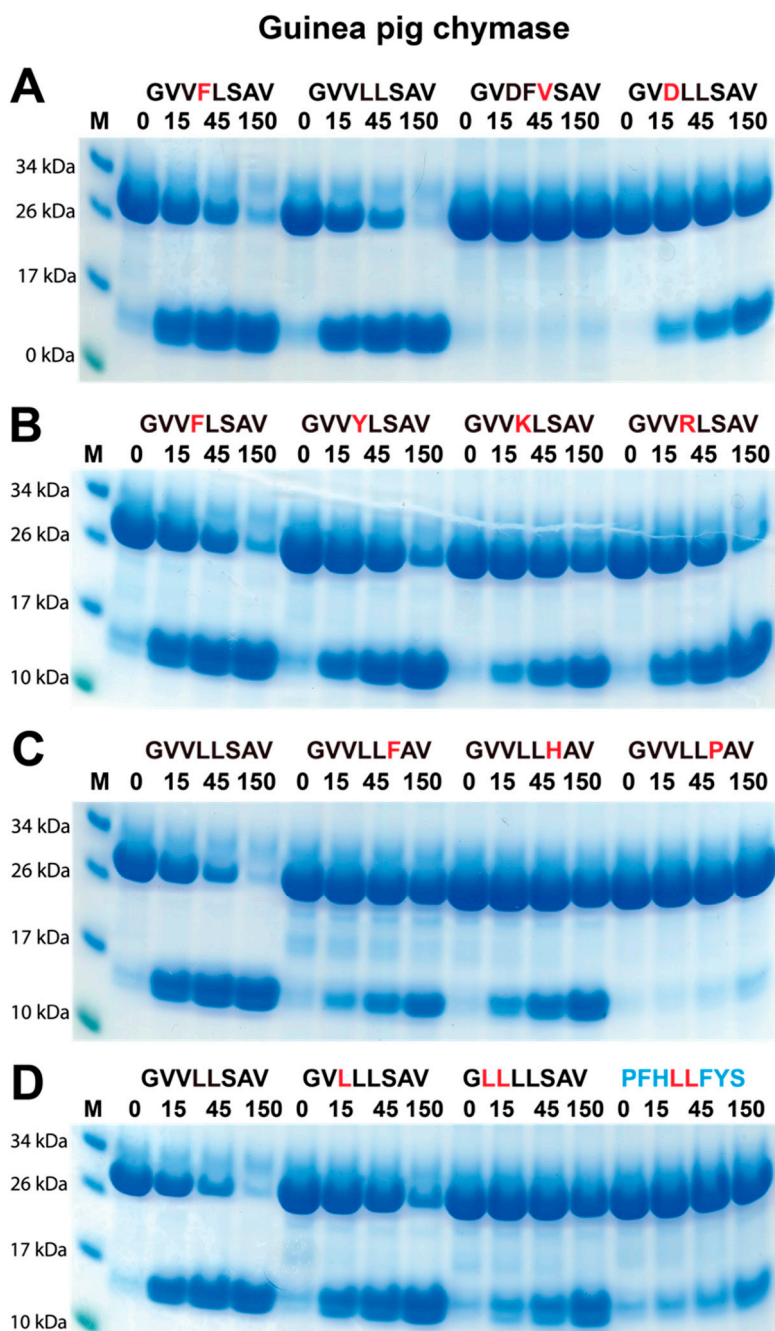 Guinea pig chymase
A
GVVFLSAV GVVLLSAV GVDFVSAV GVDLLSAV
M 0 15 45 150 0 15 45 150 0 15 45 150 0 15 45 150
34 kDa
26 kDa
17 kDa
0 kDa
B
GVVFLSAV GVVYLSAV GVVKLSAV GVVRLSAV
M 0 15 45 150 0 15 45 150 0 15 45 150 0 15 45 150
34 kDa
26 kDa
17 kDa
10 kDa
C
GVVLLSAV GVVLLFAV GVVLLHAV GVVLLPAV
M 0 15 45 150 0 15 45 150 0 15 45 150 0 15 45 150
34 kDa
26 kDa
17 kDa
10 kDa
D
GVVLLSAV GVLLLSAV GLLLLSAV PFHLLFYS
M 0 15 45 150 0 15 45 150 0 15 45 150 0 15 45 150
34 kDa
26 kDa
17 kDa
10 kDa